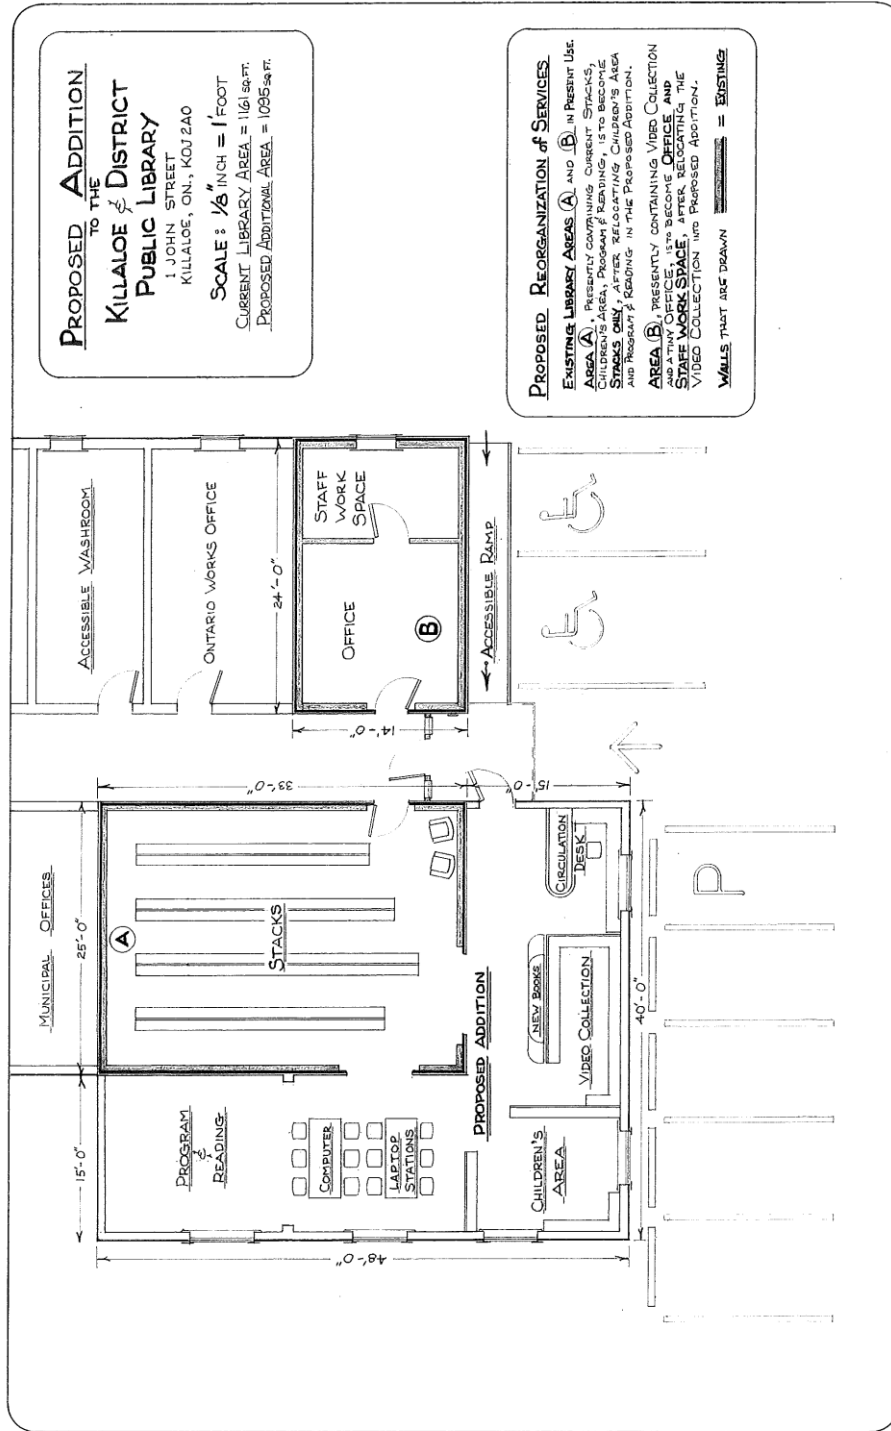 PROPOSED ADDITION
TO THE
KILLALOE & DISTRICT
PUBLIC LIBRARY
1 JOHN STREET
KILLALOE, ON., K0J 2A0
SCALE: 1/8" INCH = 1' FOOT
CURRENT LIBRARY AREA = 1161 SQ.FT.
PROPOSED ADDITIONAL AREA = 1095 SQ.FT.
PROPOSED REORGANIZATION OF SERVICES
EXISTING LIBRARY AREAS (A) AND (B) IN PRESENT USE.
AREA (A), PRESENTLY CONTAINING CURRENT STACKS,
CHILDREN'S AREA, PROGRAM & READING, IS TO BECOME
STACKS ONLY, AFTER RELOCATING CHILDREN'S AREA
AND PROGRAM & READING IN THE PROPOSED ADDITION.
AREA (B), PRESENTLY CONTAINING VIDEO COLLECTION
AND A TINY OFFICE, IS TO BECOME OFFICE AND
STAFF WORK SPACE, AFTER RELOCATING THE
VIDEO COLLECTION INTO PROPOSED ADDITION.
WALLS THAT ARE DRAWN = EXISTING
ACCESSIBLE WASHROOM
ONTARIO WORKS OFFICE
24'-0"
STAFF
WORK
SPACE
OFFICE
B
14'-0"
ACCESSIBLE RAMP
MUNICIPAL OFFICES
25'-0"
33'-0"
15'-0"
A
STACKS
15'-0"
PROGRAM
&
READING
COMPUTER
LAPTOP
STATIONS
48'-0"
PROPOSED ADDITION
CIRCULATION
DESK
NEW BOOKS
VIDEO COLLECTION
CHILDREN'S
AREA
40'-0"
P